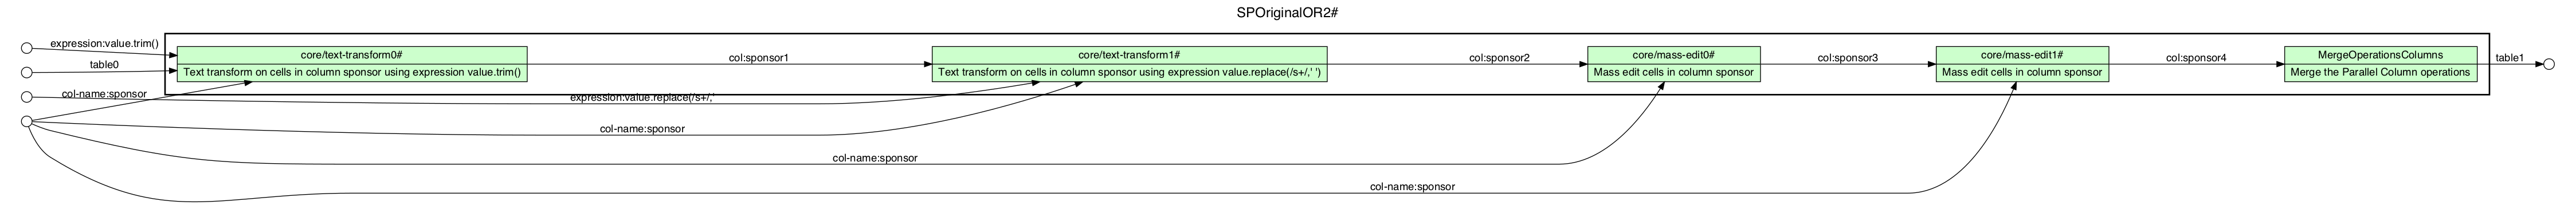 SPOriginalOR2#
expression:value.trim()
table0
col-name:sponsor
core/text-transform0#
Text transform on cells in column sponsor using expression value.trim()
col:sponsor1
core/text-transform1#
Text transform on cells in column sponsor using expression value.replace(/s+/,' ')
col:sponsor2
core/mass-edit0#
Mass edit cells in column sponsor
col:sponsor3
core/mass-edit1#
Mass edit cells in column sponsor
col:sponsor4
MergeOperationsColumns
Merge the Parallel Column operations
table1
expression:value.replace(/s+/,'
col-name:sponsor
col-name:sponsor
col-name:sponsor